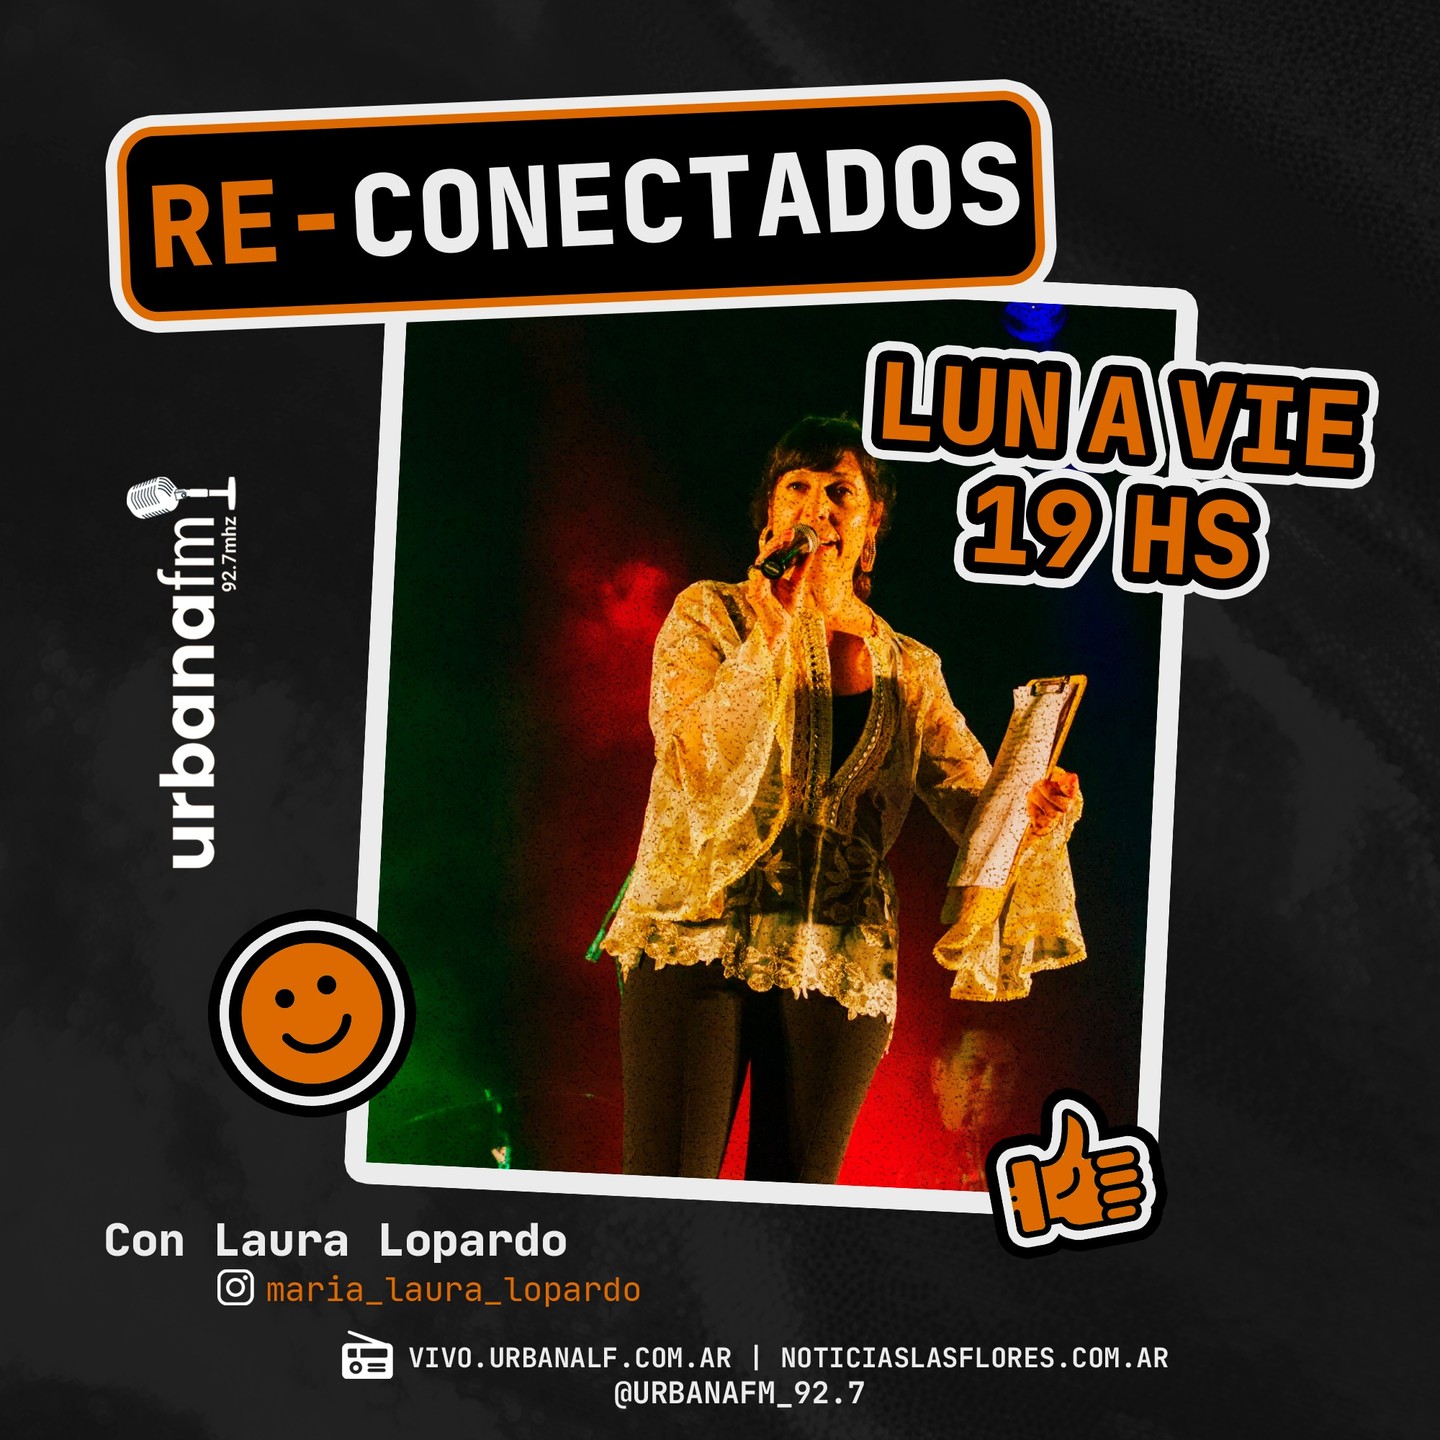 RE-CONECTADOS
LUN A VIE
19 HS
urbanafm
92.7mhz
Con Laura Lopardo
maria_laura_lopardo
VIVO.URBANALF.COM.AR | NOTICIASLASFLORES.COM.AR
@URBANAFM_92.7